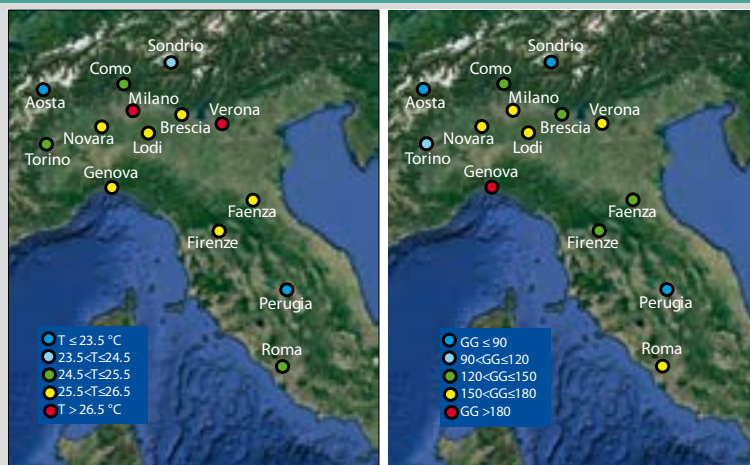 Sondrio
Como
Aosta
Milano
Verona
Novara
Brescia
Lodi
Torino
Genova
Faenza
Firenze
Perugia
Roma
T ≤ 23.5 °C
23.5<T≤24.5
24.5<T≤25.5
25.5<T≤26.5
T > 26.5 °C
Sondrio
Como
Aosta
Milano
Verona
Novara
Brescia
Lodi
Torino
Genova
Faenza
Firenze
Perugia
Roma
GG ≤ 90
90<GG≤120
120<GG≤150
150<GG≤180
GG >180